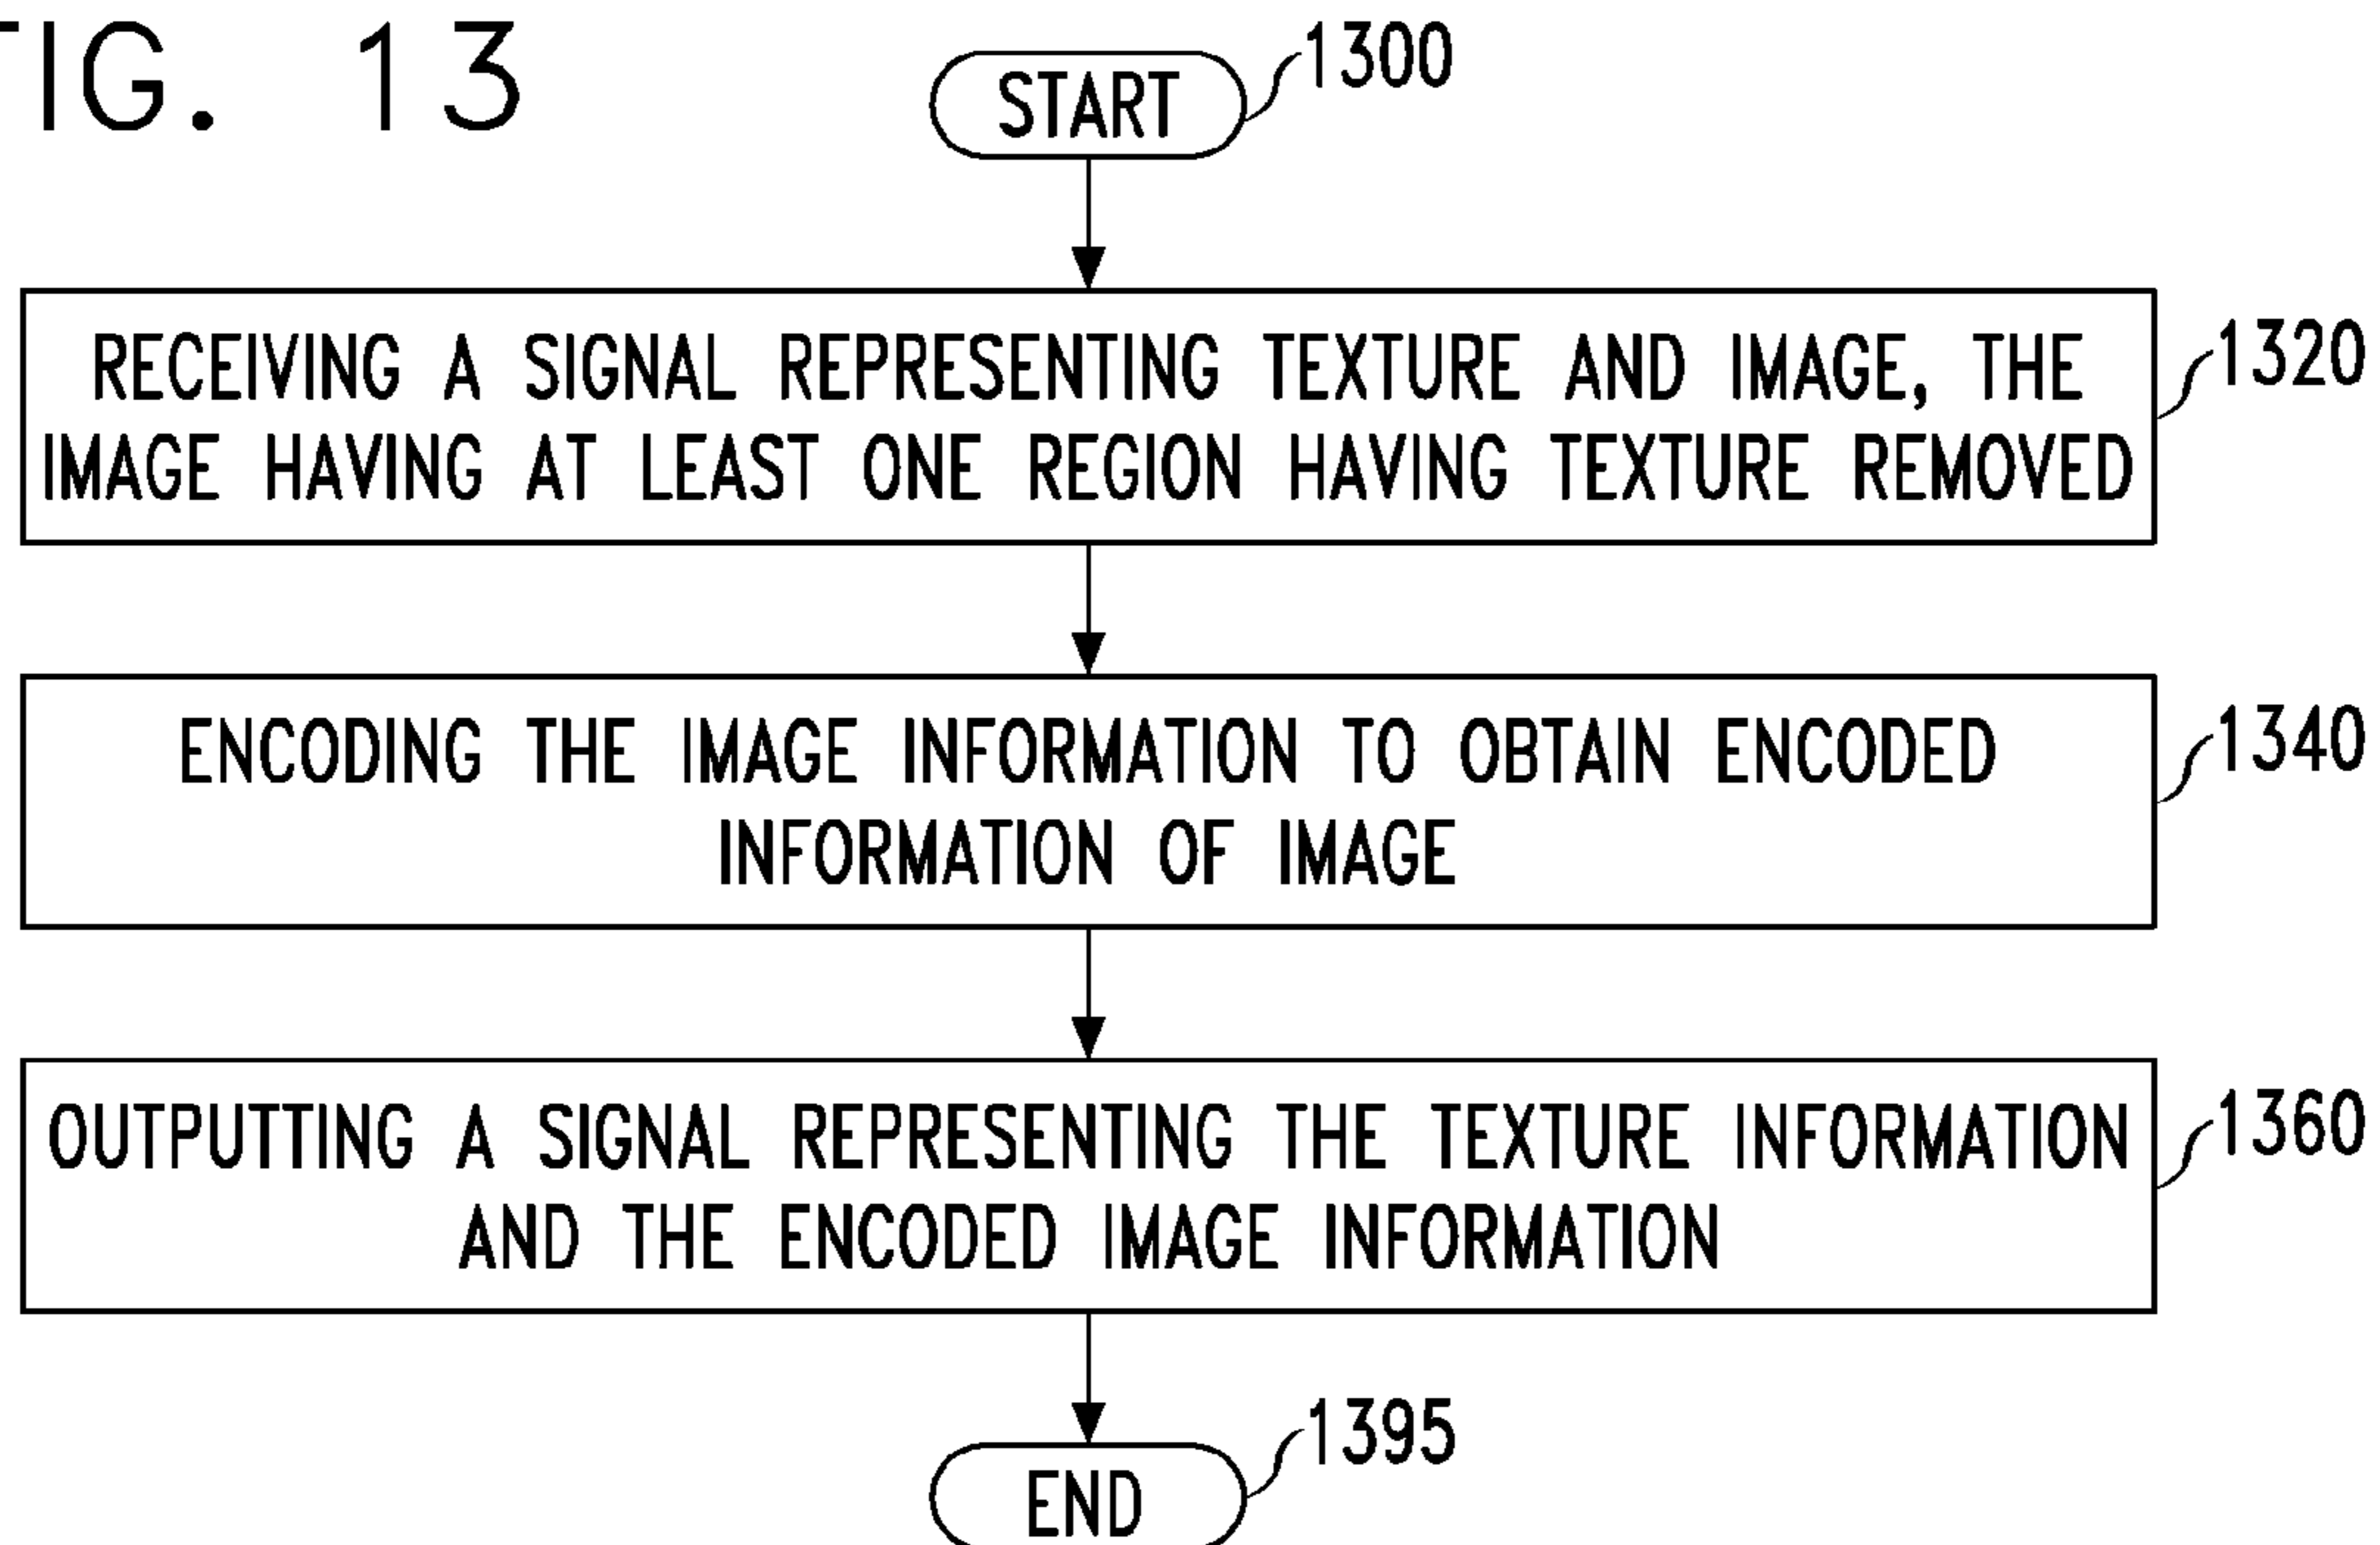 FIG. 13
START
1300
RECEIVING A SIGNAL REPRESENTING TEXTURE AND IMAGE, THE
IMAGE HAVING AT LEAST ONE REGION HAVING TEXTURE REMOVED
1320
ENCODING THE IMAGE INFORMATION TO OBTAIN ENCODED
INFORMATION OF IMAGE
1340
OUTPUTTING A SIGNAL REPRESENTING THE TEXTURE INFORMATION
AND THE ENCODED IMAGE INFORMATION
1360
END
1395